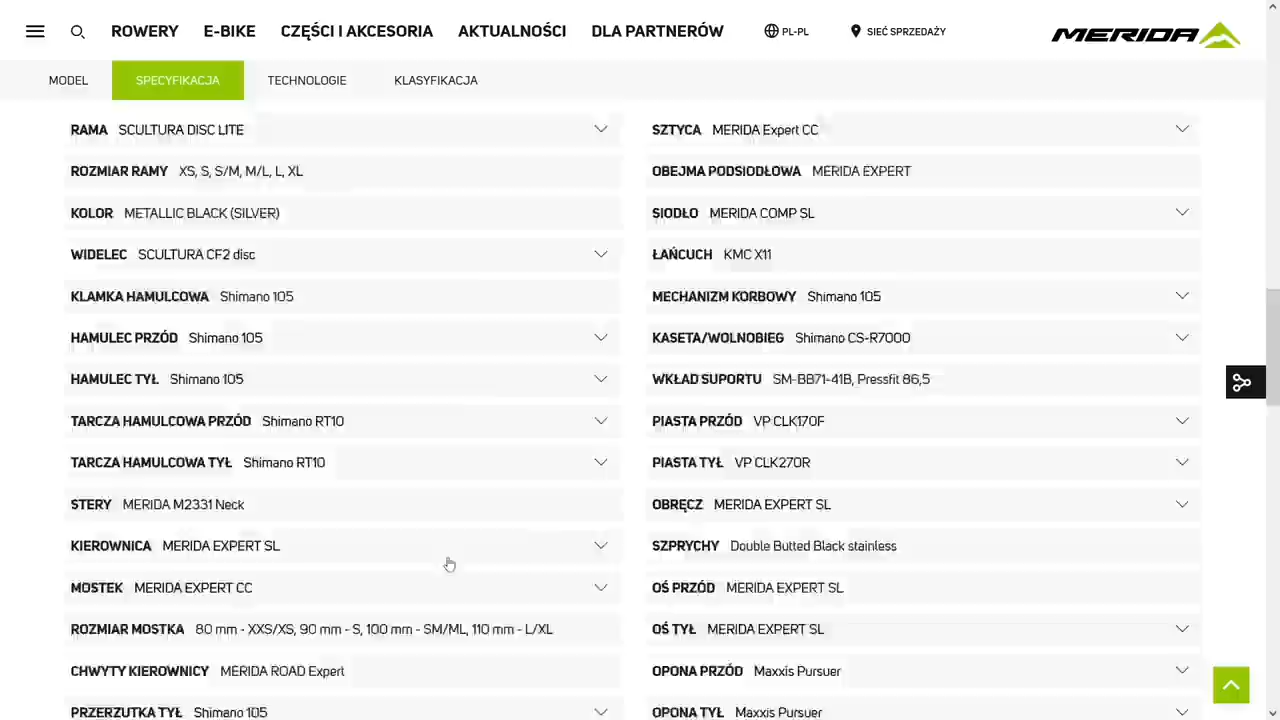 ROWERY E-BIKE CZĘŚCI I AKCESORIA AKTUALNOŚCI DLA PARTNERÓW PL-PL SIEĆ SPRZEDAŻY MERIDA
MODEL SPECYFIKACJA TECHNOLOGIE KLASYFIKACJA
RAMA SCULTURA DISC LITE
ROZMIAR RAMY XS, S, S/M, M/L, L, XL
KOLOR METALLIC BLACK (SILVER)
WIDELEC SCULTURA CF2 disc
KLAMKA HAMULCOWA Shimano 105
HAMULEC PRZÓD Shimano 105
HAMULEC TYŁ Shimano 105
TARCZA HAMULCOWA PRZÓD Shimano RT10
TARCZA HAMULCOWA TYŁ Shimano RT10
STERY MERIDA M2331 Neck
KIEROWNICA MERIDA EXPERT SL
MOSTEK MERIDA EXPERT CC
ROZMIAR MOSTKA 80 mm - XXS/XS, 90 mm - S, 100 mm - SM/ML, 110 mm - L/XL
CHWYTY KIEROWNICY MERIDA ROAD Expert
PRZERZUTKA TYŁ Shimano 105
SZTYCA MERIDA Expert CC
OBEJMA PODSIODŁOWA MERIDA EXPERT
SIODŁO MERIDA COMP SL
ŁAŃCUCH KMC X11
MECHANIZM KORBOWY Shimano 105
KASETA/WOLNOBIEG Shimano CS-R7000
WKŁAD SUPORTU SM-BB71-41B, Pressfit 86,5
PIASTA PRZÓD VP CLK170F
PIASTA TYŁ VP CLK270R
OBRĘCZ MERIDA EXPERT SL
SZPRYCHY Double Butted Black stainless
OŚ PRZÓD MERIDA EXPERT SL
OŚ TYŁ MERIDA EXPERT SL
OPONA PRZÓD Maxxis Pursuer
OPONA TYŁ Maxxis Pursuer